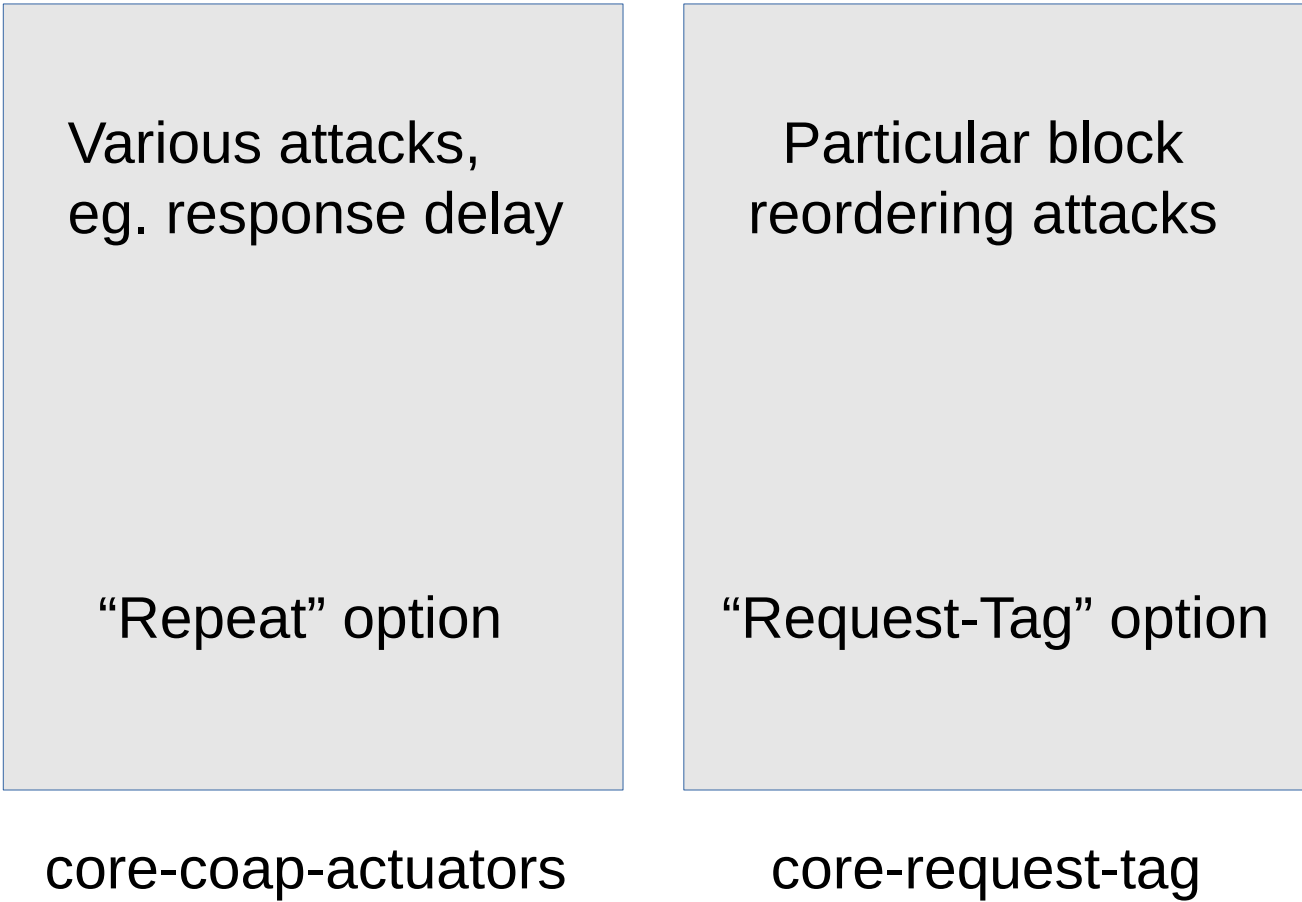 Various attacks,
eg. response delay
“Repeat” option
core-coap-actuators
Particular block
reordering attacks
“Request-Tag” option
core-request-tag